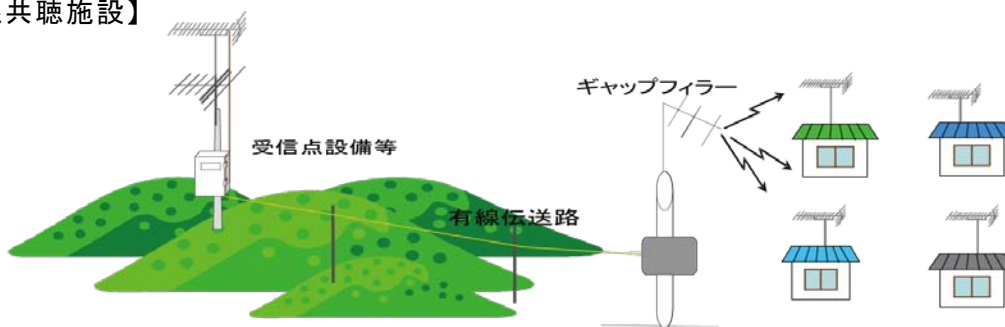 共聴施設】
ギャップフィラー
受信点設備等
有線伝送路